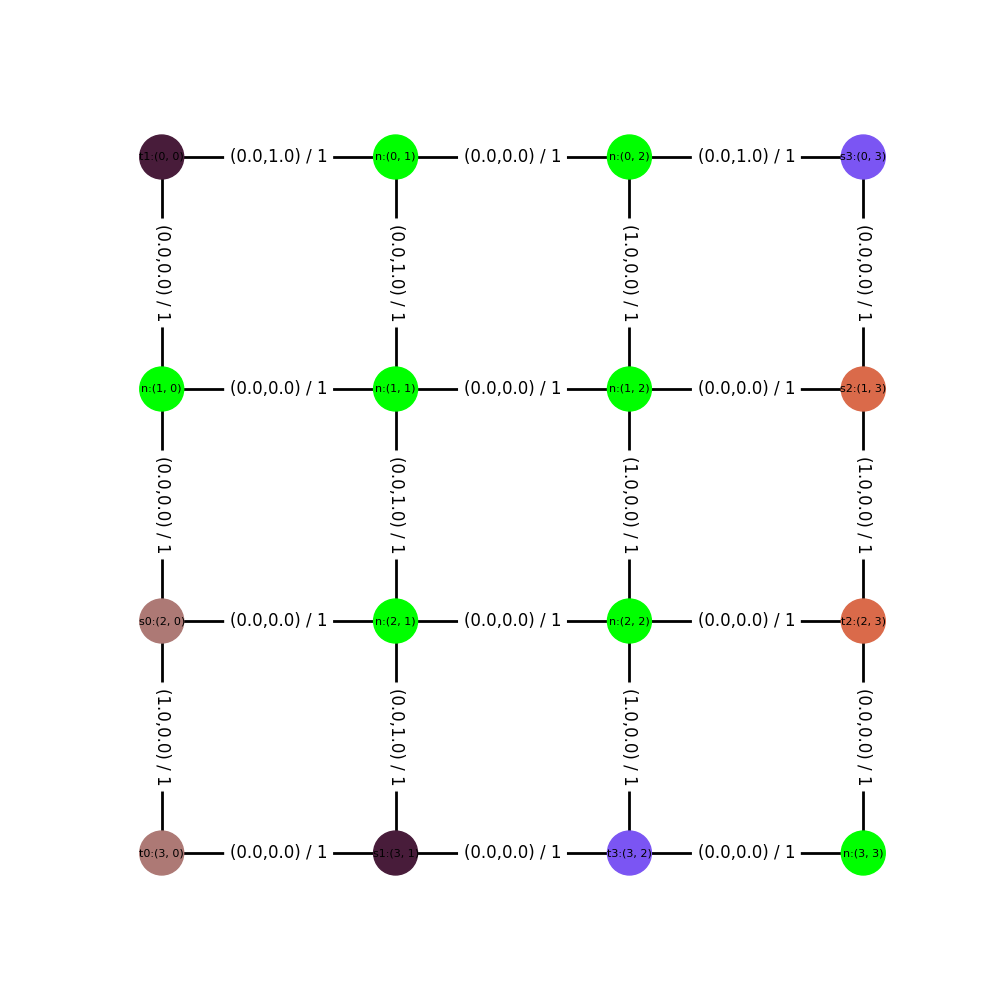 t1:(0, 0) (0.0,1.0) / 1 n:(0, 1) (0.0,0.0) / 1 n:(0, 2) (0.0,1.0) / 1 s3:(0, 3)
(0.0,0.0) / 1 (0.0,1.0) / 1 (1.0,0.0) / 1 (0.0,0.0) / 1
n:(1, 0) (0.0,0.0) / 1 n:(1, 1) (0.0,0.0) / 1 n:(1, 2) (0.0,0.0) / 1 s2:(1, 3)
(0.0,0.0) / 1 (0.0,1.0) / 1 (1.0,0.0) / 1 (1.0,0.0) / 1
s0:(2, 0) (0.0,0.0) / 1 n:(2, 1) (0.0,0.0) / 1 n:(2, 2) (0.0,0.0) / 1 t2:(2, 3)
(1.0,0.0) / 1 (0.0,1.0) / 1 (1.0,0.0) / 1 (0.0,0.0) / 1
t0:(3, 0) (0.0,0.0) / 1 s1:(3, 1) (0.0,0.0) / 1 t3:(3, 2) (0.0,0.0) / 1 n:(3, 3)